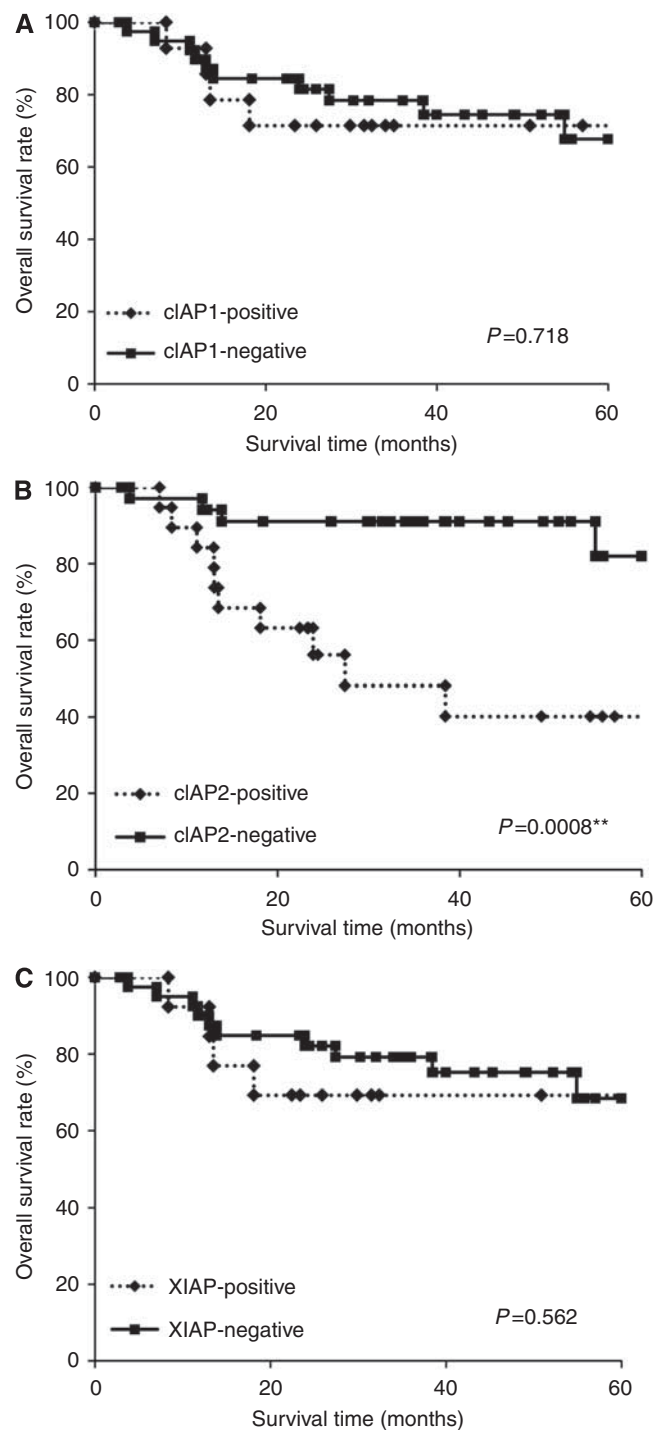 A
Overall survival rate (%)
100
80
60
40
20
0
cIAP1-positive
cIAP1-negative
P=0.718
0 20 40 60
Survival time (months)
B
Overall survival rate (%)
100
80
60
40
20
0
cIAP2-positive
cIAP2-negative
P=0.0008**
0 20 40 60
Survival time (months)
C
Overall survival rate (%)
100
80
60
40
20
0
XIAP-positive
XIAP-negative
P=0.562
0 20 40 60
Survival time (months)